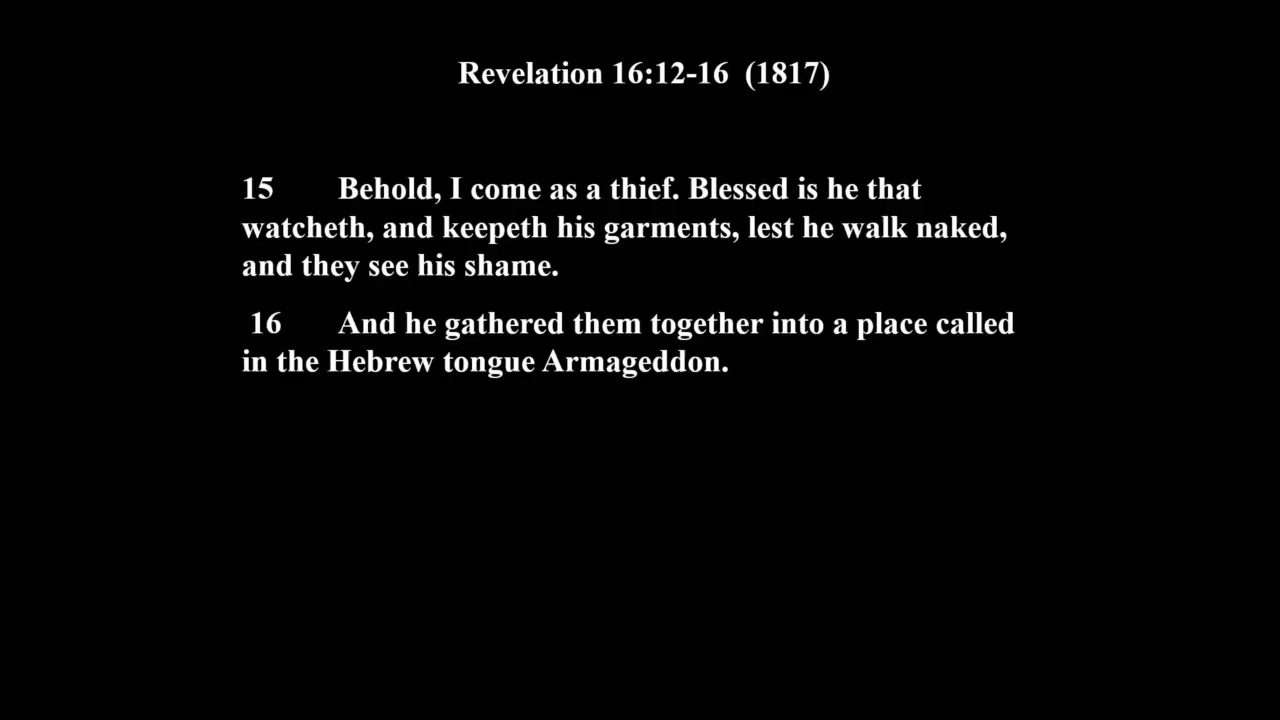 Revelation 16:12-16 (1817)
15 Behold, I come as a thief. Blessed is he that
watcheth, and keepeth his garments, lest he walk naked,
and they see his shame.
16 And he gathered them together into a place called
in the Hebrew tongue Armageddon.